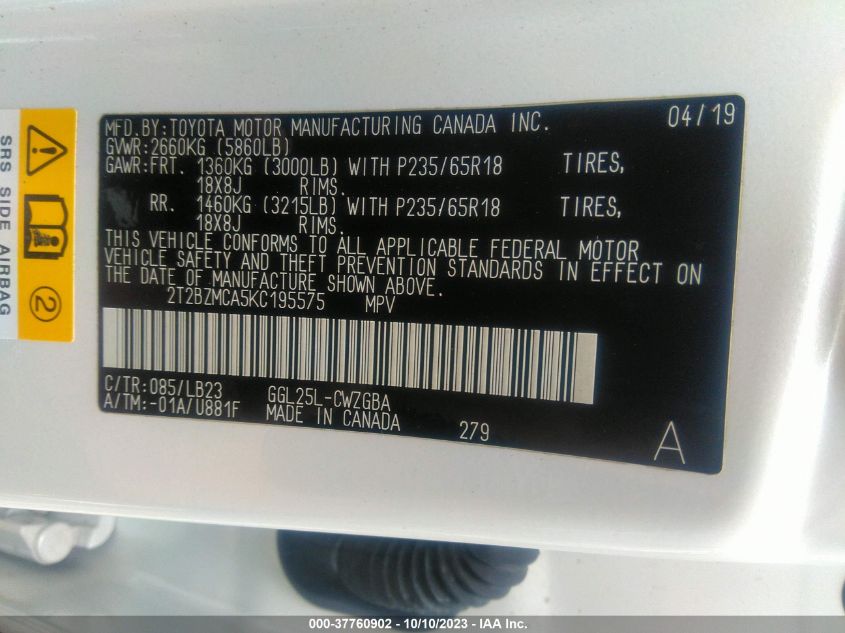 MFD.BY:TOYOTA MOTOR MANUFACTURING CANADA INC. 04/19
GVWR:2660KG (5860LB)
GAWR:FRT. 1360KG (3000LB) WITH P235/65R18 TIRES,
18X8J RIMS.
RR. 1460KG (3215LB) WITH P235/65R18 TIRES,
18X8J RIMS.
THIS VEHICLE CONFORMS TO ALL APPLICABLE FEDERAL MOTOR
VEHICLE SAFETY AND THEFT PREVENTION STANDARDS IN EFFECT ON
THE DATE OF MANUFACTURE SHOWN ABOVE.
2T2BZMCA5KC195575 MPV
C/TR:085/LB23 GGL25L-CWZGBA
A/TM:-01A/U881F MADE IN CANADA 279
A
SRS SIDE AIRBAG
2
000-37760902 - 10/10/2023 - IAA Inc.